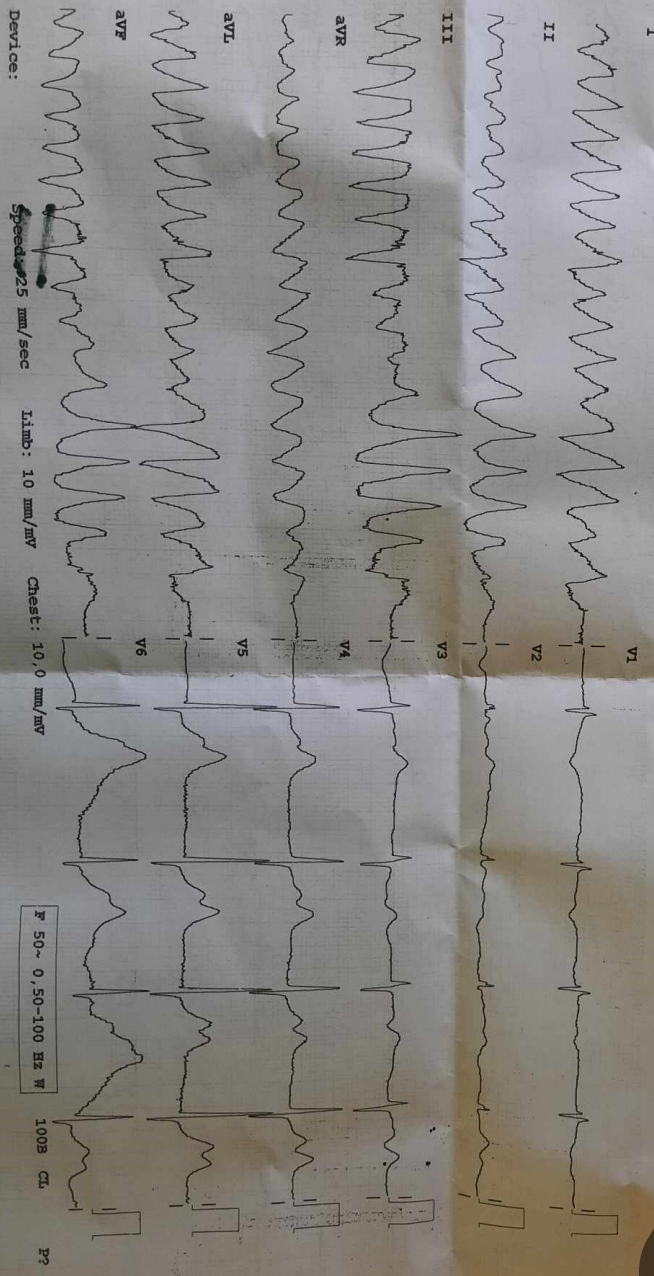 I
II
III
aVR
aVL
aVF
V1
V2
V3
V4
V5
V6
Device: Speed: 25 mm/sec Limb: 10 mm/mV Chest: 10,0 mm/mV F 50~ 0,50-100 Hz W 100B CL P?